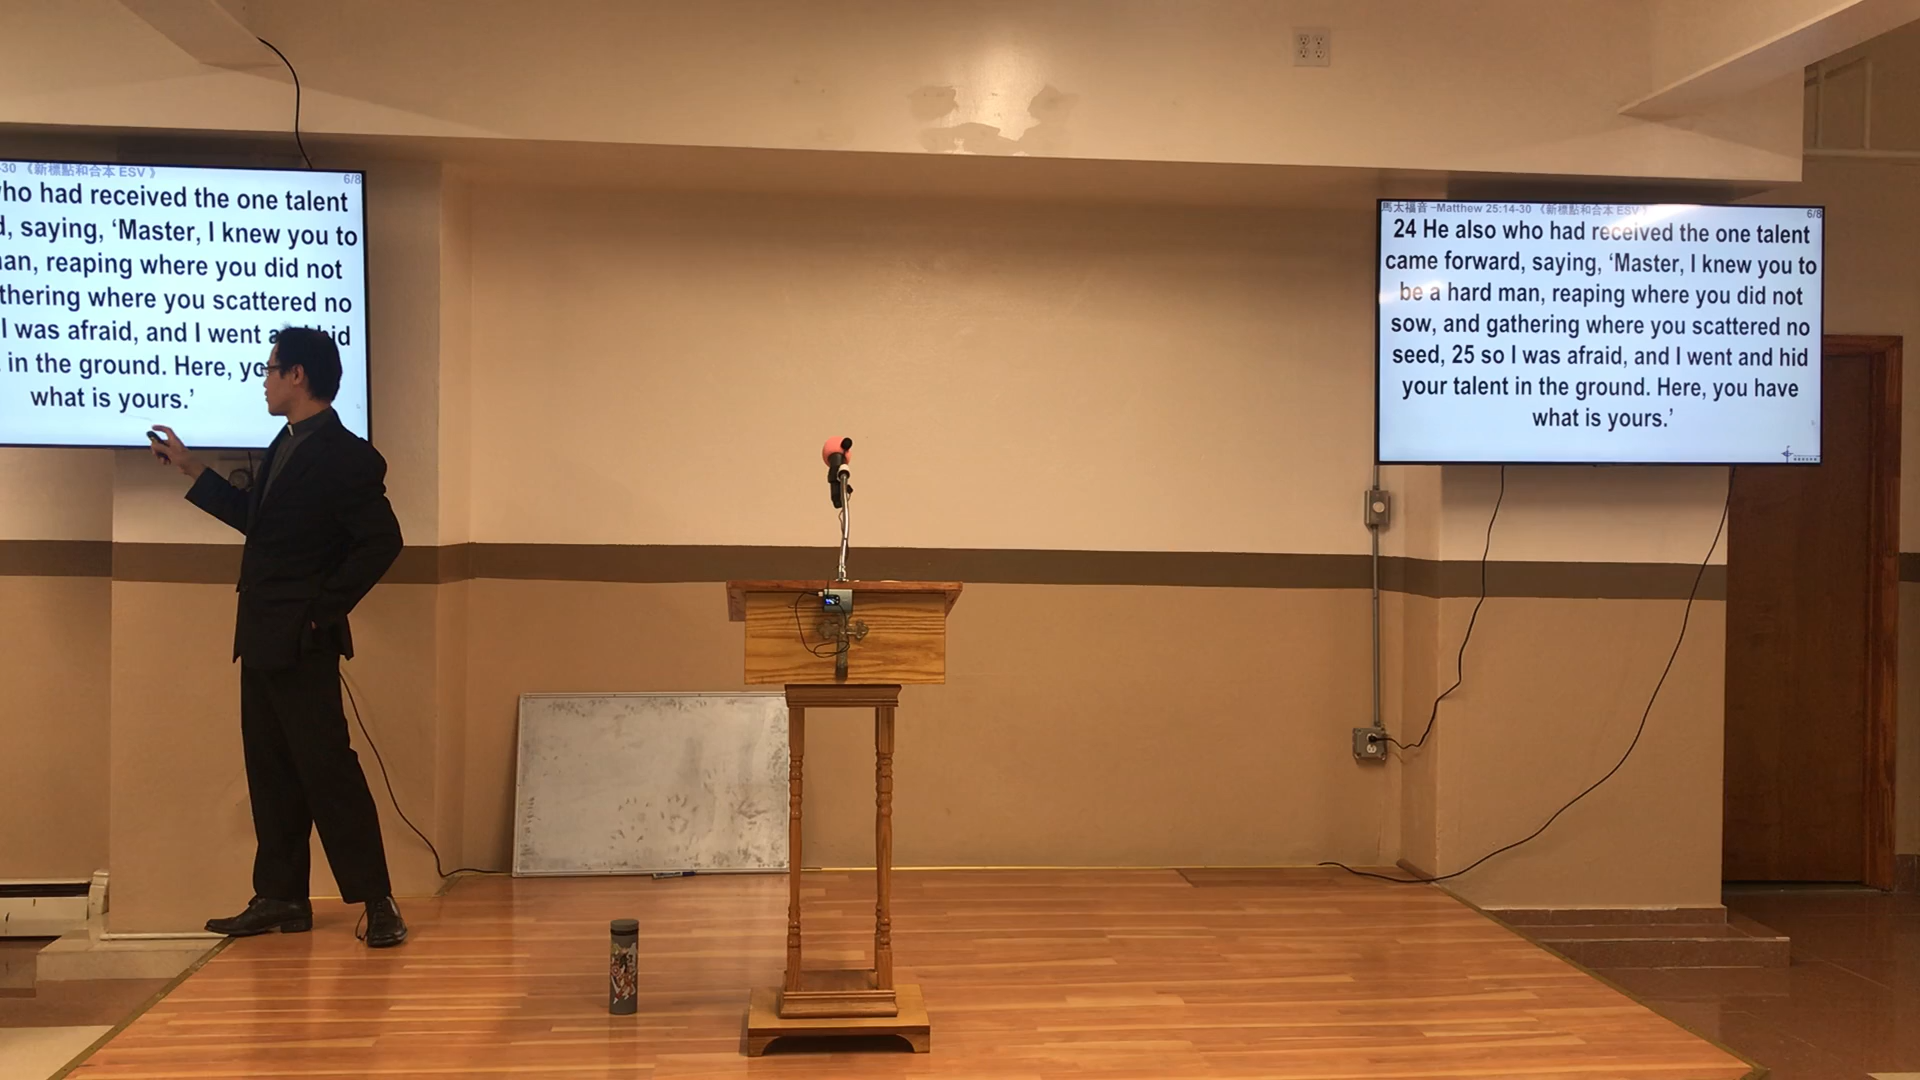 -30 《新標點和合本 ESV 》
6/8
who had received the one talent
d, saying, ‘Master, I knew you to
an, reaping where you did not
thering where you scattered no
I was afraid, and I went a hid
in the ground. Here, yo
what is yours.’
馬太福音 –Matthew 25:14-30 《新標點和合本 ESV 》
6/8
24 He also who had received the one talent
came forward, saying, ‘Master, I knew you to
be a hard man, reaping where you did not
sow, and gathering where you scattered no
seed, 25 so I was afraid, and I went and hid
your talent in the ground. Here, you have
what is yours.’